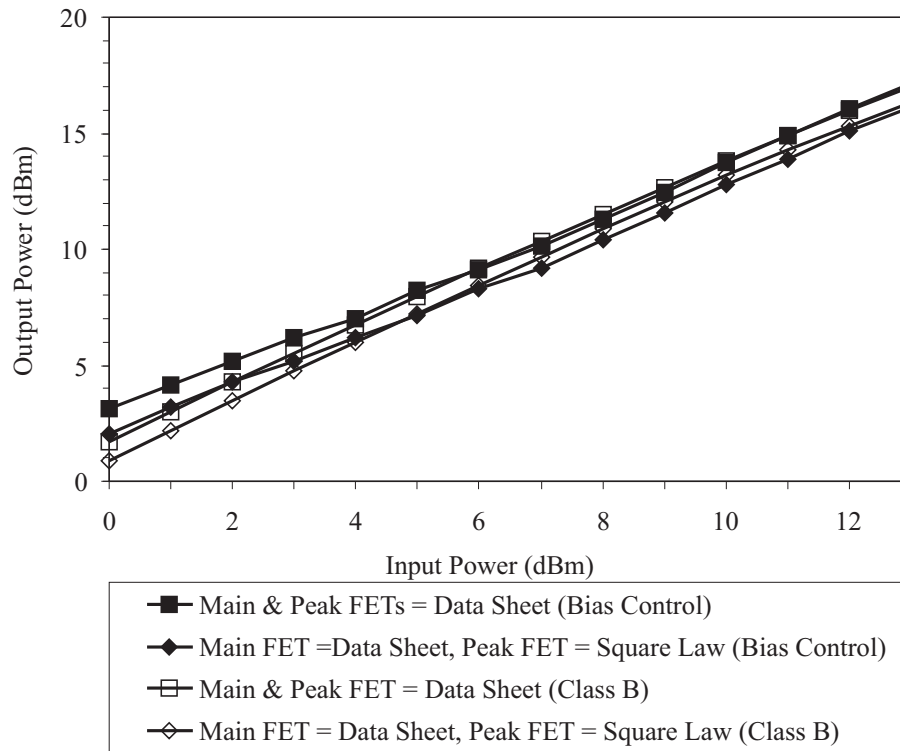 20
15
10
5
0
Output Power (dBm)
0 2 4 6 8 10 12
Input Power (dBm)
Main & Peak FETs = Data Sheet (Bias Control)
Main FET =Data Sheet, Peak FET = Square Law (Bias Control)
Main & Peak FET = Data Sheet (Class B)
Main FET = Data Sheet, Peak FET = Square Law (Class B)